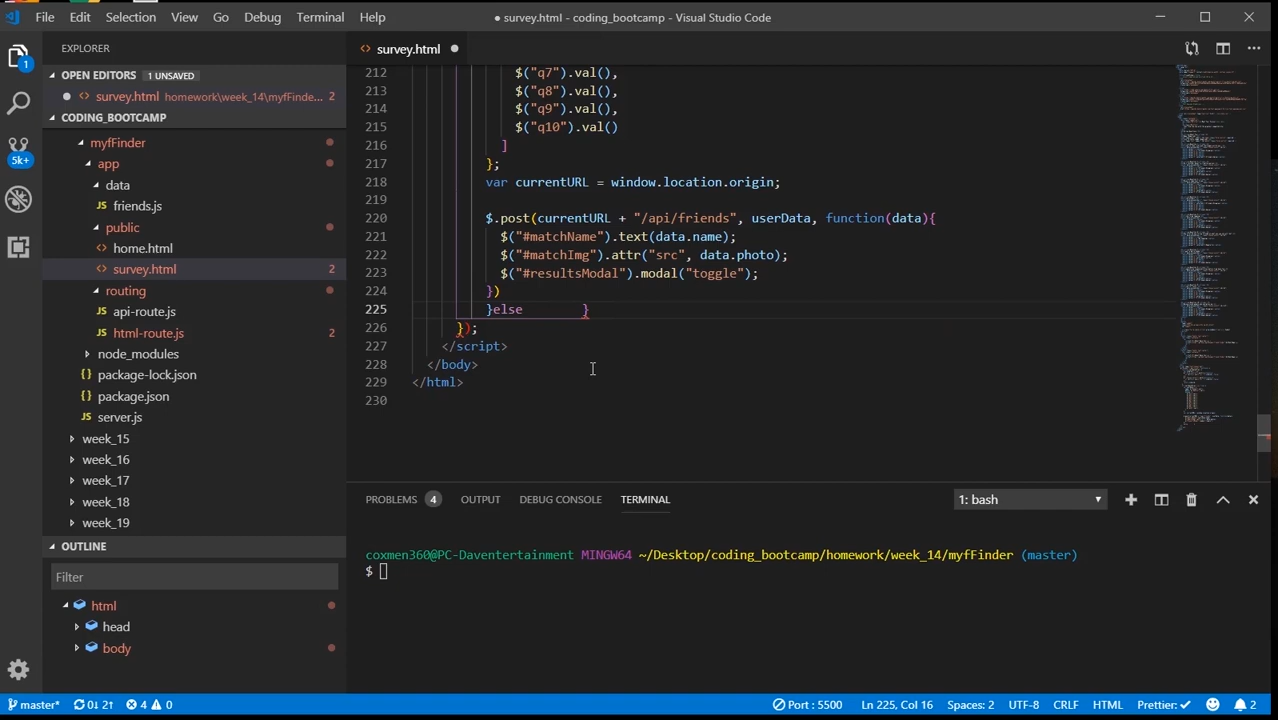 File Edit Selection View Go Debug Terminal Help
● survey.html - coding_bootcamp - Visual Studio Code
EXPLORER
OPEN EDITORS 1 UNSAVED
survey.html homework\week_14\myfFinde... 2
CODING_BOOTCAMP
myfFinder
app
data
friends.js
public
home.html
survey.html 2
routing
api-route.js
html-route.js 2
node_modules
package-lock.json
package.json
server.js
week_15
week_16
week_17
week_18
week_19
OUTLINE
Filter
html
head
body
1
5k+
survey.html
212 $("q7").val(),
213 $("q8").val(),
214 $("q9").val(),
215 $("q10").val()
216 ]
217 };
218 var currentURL = window.location.origin;
219
220 $.post(currentURL + "/api/friends", userData, function(data){
221 $("#matchName").text(data.name);
222 $("#matchImg").attr("src", data.photo);
223 $("#resultsModal").modal("toggle");
224 })
225 }else }
226 });
227 </script>
228 </body>
229 </html>
230
PROBLEMS 4 OUTPUT DEBUG CONSOLE TERMINAL 1: bash
coxmen360@PC-Daventertainment MINGW64 ~/Desktop/coding_bootcamp/homework/week_14/myfFinder (master)
$
master* 0↓ 2↑ 4 0 Port : 5500 Ln 225, Col 16 Spaces: 2 UTF-8 CRLF HTML Prettier: ✓ 2